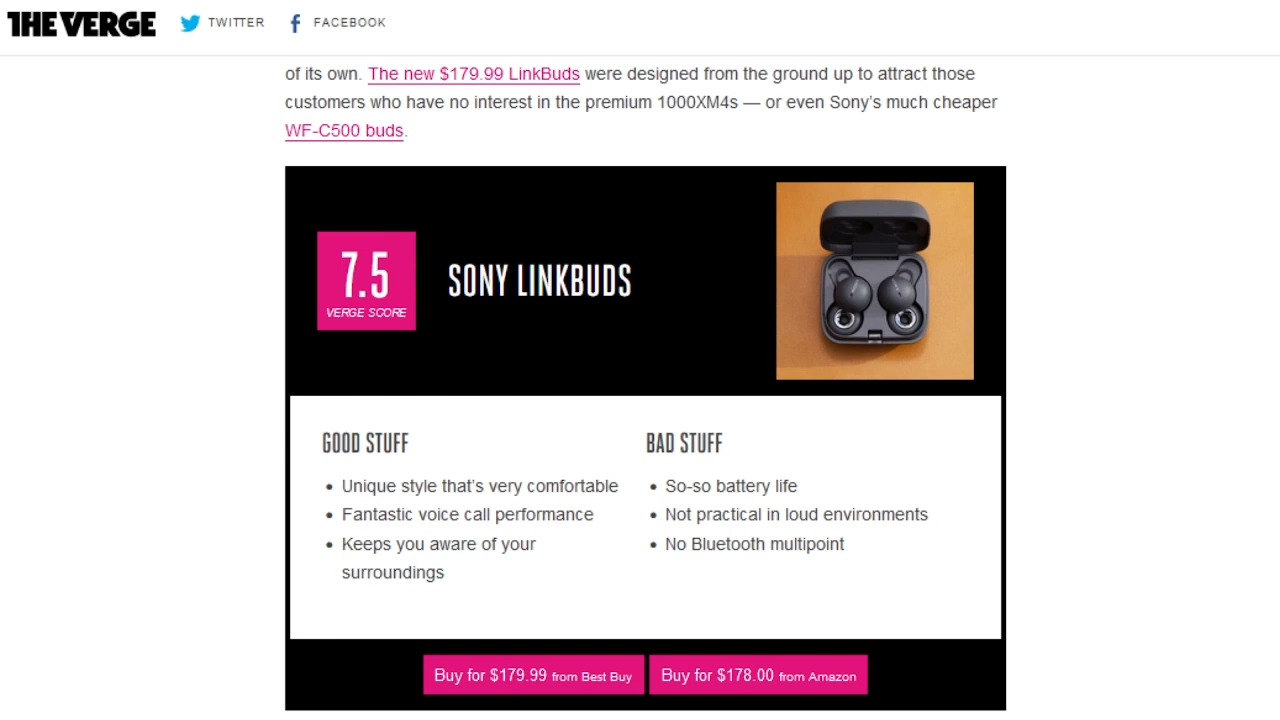 THE VERGE TWITTER FACEBOOK
of its own. The new $179.99 LinkBuds were designed from the ground up to attract those
customers who have no interest in the premium 1000XM4s — or even Sony's much cheaper
WF-C500 buds.
7.5
VERGE SCORE
SONY LINKBUDS
GOOD STUFF
• Unique style that's very comfortable
• Fantastic voice call performance
• Keeps you aware of your
surroundings
BAD STUFF
• So-so battery life
• Not practical in loud environments
• No Bluetooth multipoint
Buy for $179.99 from Best Buy
Buy for $178.00 from Amazon